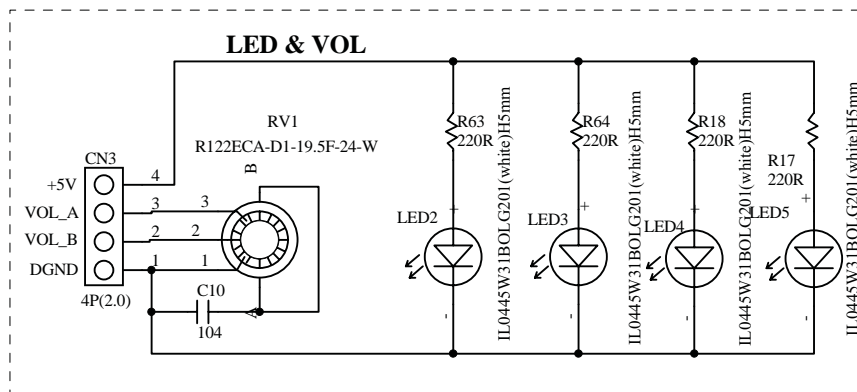 LED & VOL
RV1
R122ECA-D1-19.5F-24-W
B
CN3
+5V
4
VOL_A
3
3
VOL_B
2
2
DGND
1
1
4P(2.0)
C10
104
A
R63
220R
LED2
+
-
IL0445W31BOLG201(white)H5mm
R64
220R
LED3
+
-
IL0445W31BOLG201(white)H5mm
R18
220R
LED4
+
-
IL0445W31BOLG201(white)H5mm
R17
220R
LED5
+
-
IL0445W31BOLG201(white)H5mm